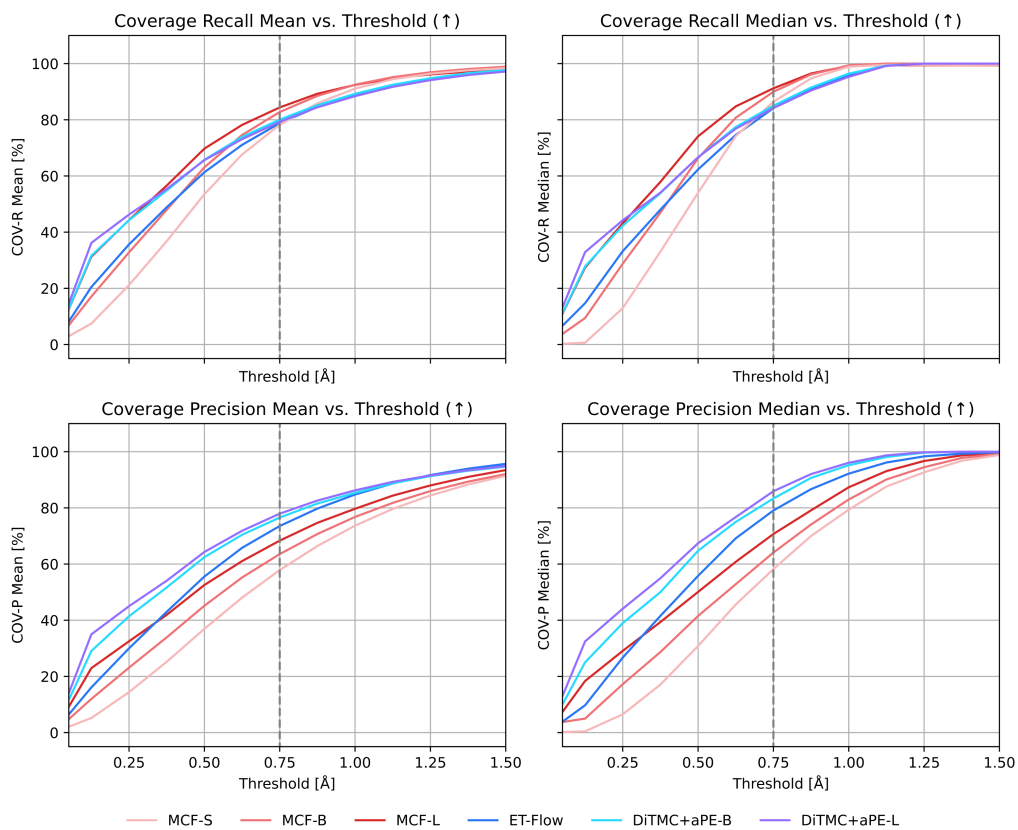 Coverage Recall Mean vs. Threshold (↑)
Coverage Recall Median vs. Threshold (↑)
COV-R Mean [%]
100
80
60
40
20
0
Threshold [Å]
COV-R Median [%]
Threshold [Å]
Coverage Precision Mean vs. Threshold (↑)
Coverage Precision Median vs. Threshold (↑)
COV-P Mean [%]
100
80
60
40
20
0
0.25 0.50 0.75 1.00 1.25 1.50
Threshold [Å]
COV-P Median [%]
0.25 0.50 0.75 1.00 1.25 1.50
Threshold [Å]
MCF-S MCF-B MCF-L ET-Flow DiTMC+aPE-B DiTMC+aPE-L